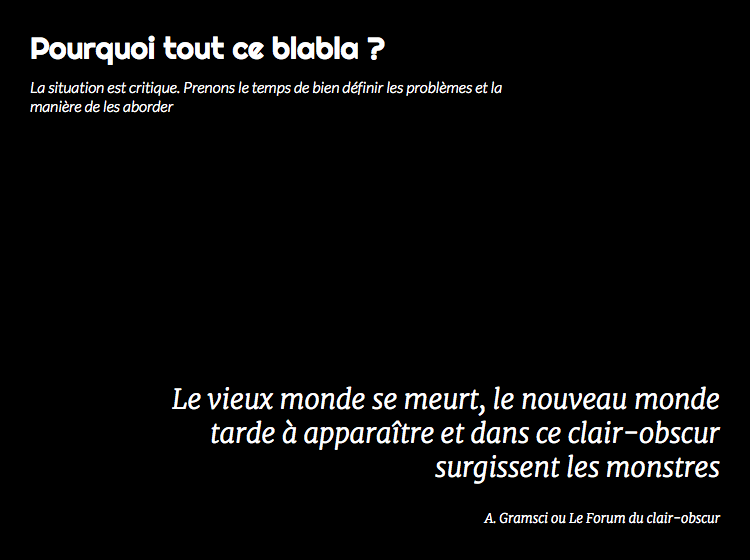 Pourquoi tout ce blabla ?
La situation est critique. Prenons le temps de bien définir les problèmes et la
manière de les aborder
Le vieux monde se meurt, le nouveau monde
tarde à apparaître et dans ce clair-obscur
surgissent les monstres
A. Gramsci ou Le Forum du clair-obscur